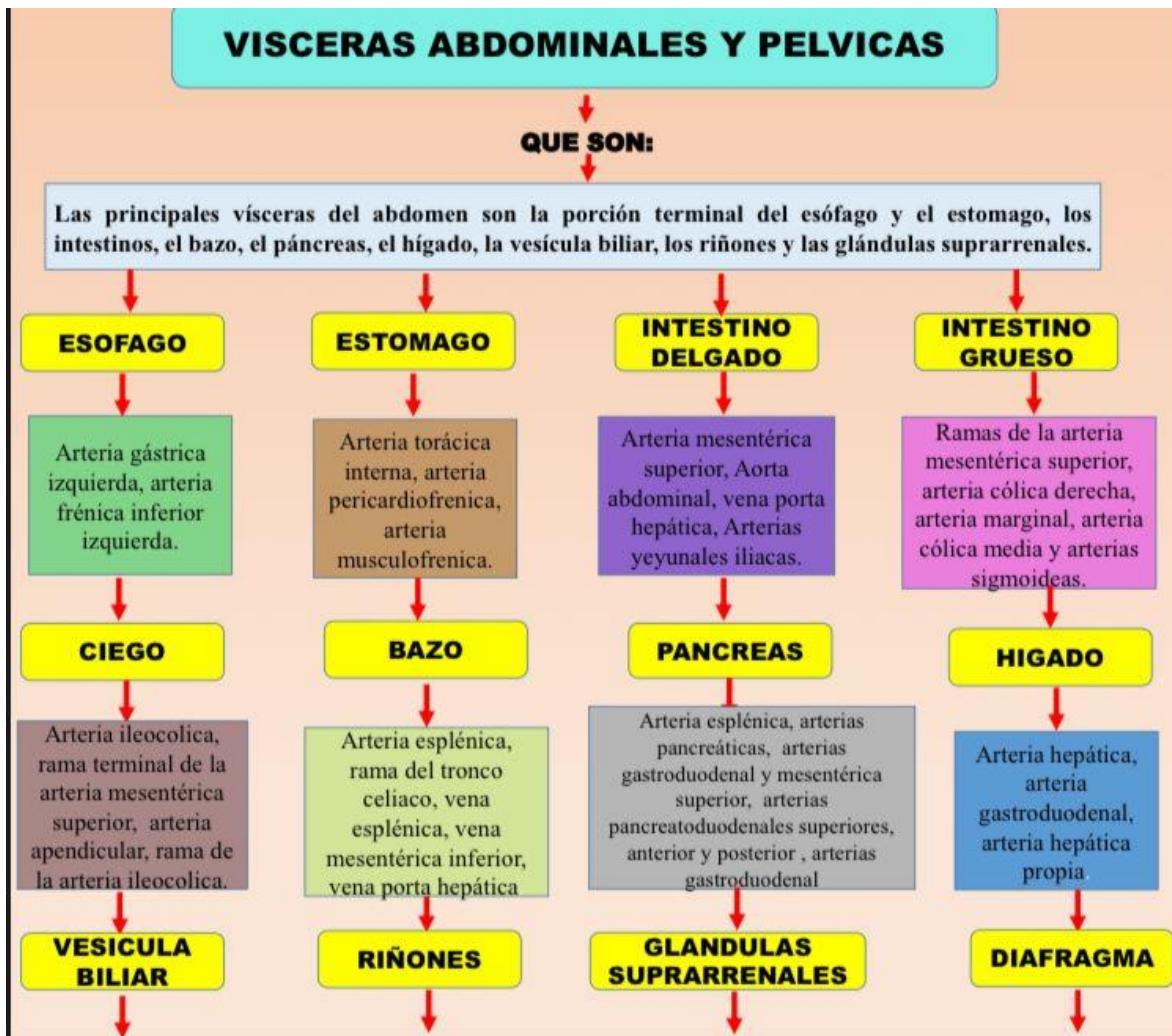 VISCERAS ABDOMINALES Y PELVICAS
QUE SON:
Las principales vísceras del abdomen son la porción terminal del esófago y el estomago, los
intestinos, el bazo, el páncreas, el hígado, la vesícula biliar, los riñones y las glándulas suprarrenales.
ESOFAGO
Arteria gástrica
izquierda, arteria
frénica inferior
izquierda.
ESTOMAGO
Arteria torácica
interna, arteria
pericardiofrenica,
arteria
musculofrenica.
INTESTINO
DELGADO
Arteria mesentérica
superior, Aorta
abdominal, vena porta
hepática, Arterias
yeyunales iliacas.
INTESTINO
GRUESO
Ramas de la arteria
mesentérica superior,
arteria cólica derecha,
arteria marginal, arteria
cólica media y arterias
sigmoideas.
CIEGO
Arteria ileocolica,
rama terminal de la
arteria mesentérica
superior, arteria
apendicular, rama de
la arteria ileocolica.
BAZO
Arteria esplénica,
rama del tronco
celiaco, vena
esplénica, vena
mesentérica inferior,
vena porta hepática
PANCREAS
Arteria esplénica, arterias
pancreáticas, arterias
gastroduodenal y mesentérica
superior, arterias
pancreatoduodenales superiores,
anterior y posterior , arterias
gastroduodenal
HIGADO
Arteria hepática,
arteria
gastroduodenal,
arteria hepática
propia.
VESICULA
BILIAR
RIÑONES
GLANDULAS
SUPRARRENALES
DIAFRAGMA